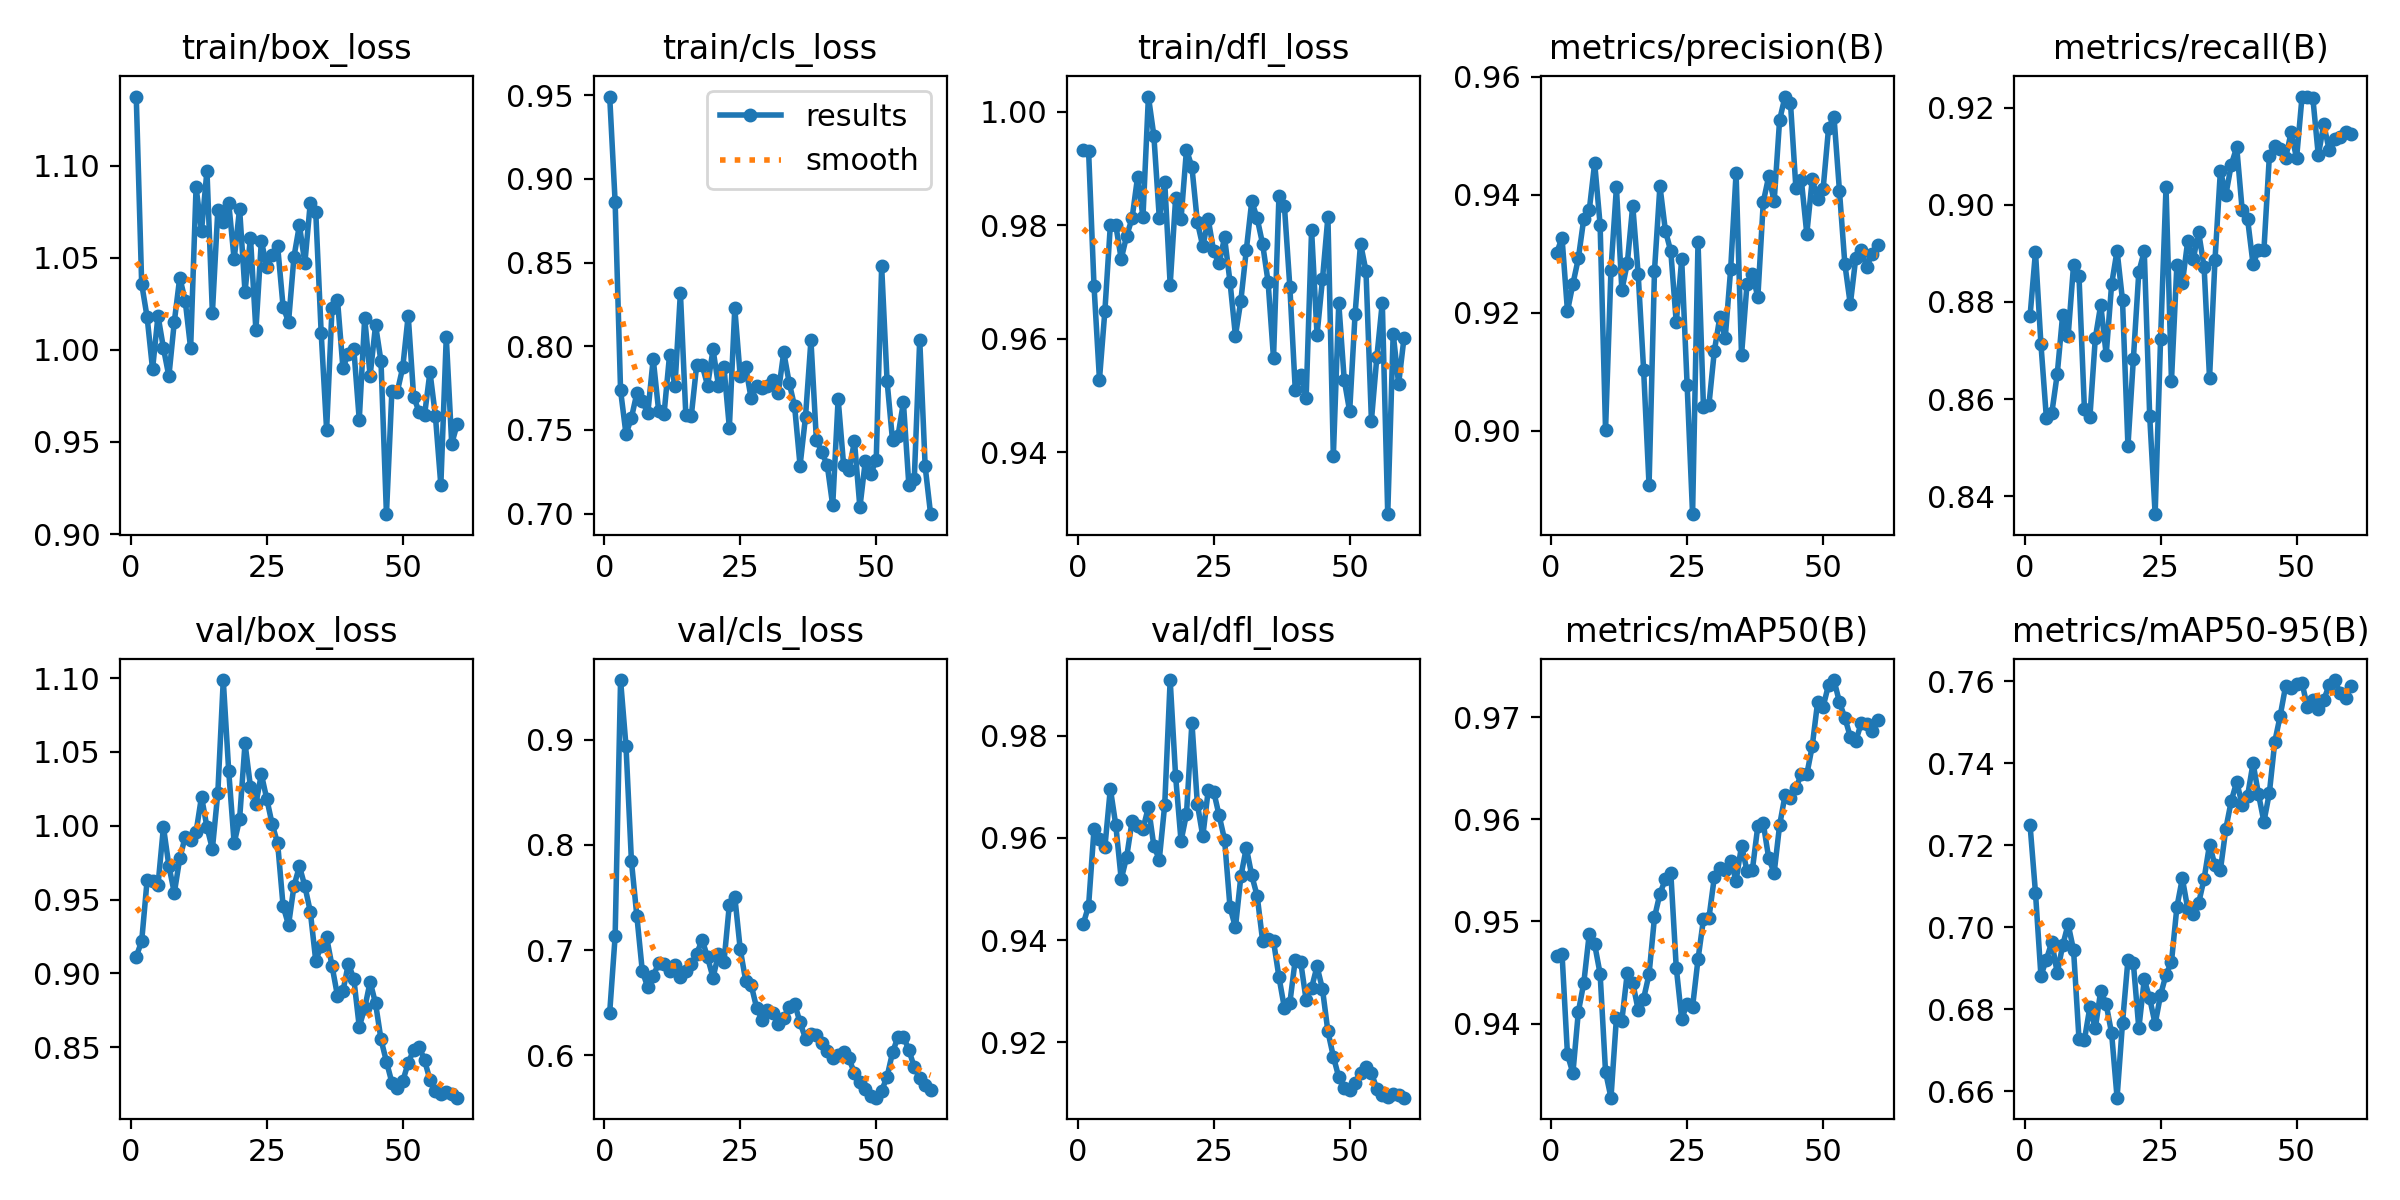 train/box_loss
1.10
1.05
1.00
0.95
0.90
0 25 50
train/cls_loss
results
smooth
0.95
0.90
0.85
0.80
0.75
0.70
0 25 50
train/dfl_loss
1.00
0.98
0.96
0.94
0 25 50
metrics/precision(B)
0.96
0.94
0.92
0.90
0 25 50
metrics/recall(B)
0.92
0.90
0.88
0.86
0.84
0 25 50
val/box_loss
1.10
1.05
1.00
0.95
0.90
0.85
0 25 50
val/cls_loss
0.9
0.8
0.7
0.6
0 25 50
val/dfl_loss
0.98
0.96
0.94
0.92
0 25 50
metrics/mAP50(B)
0.97
0.96
0.95
0.94
0 25 50
metrics/mAP50-95(B)
0.76
0.74
0.72
0.70
0.68
0.66
0 25 50